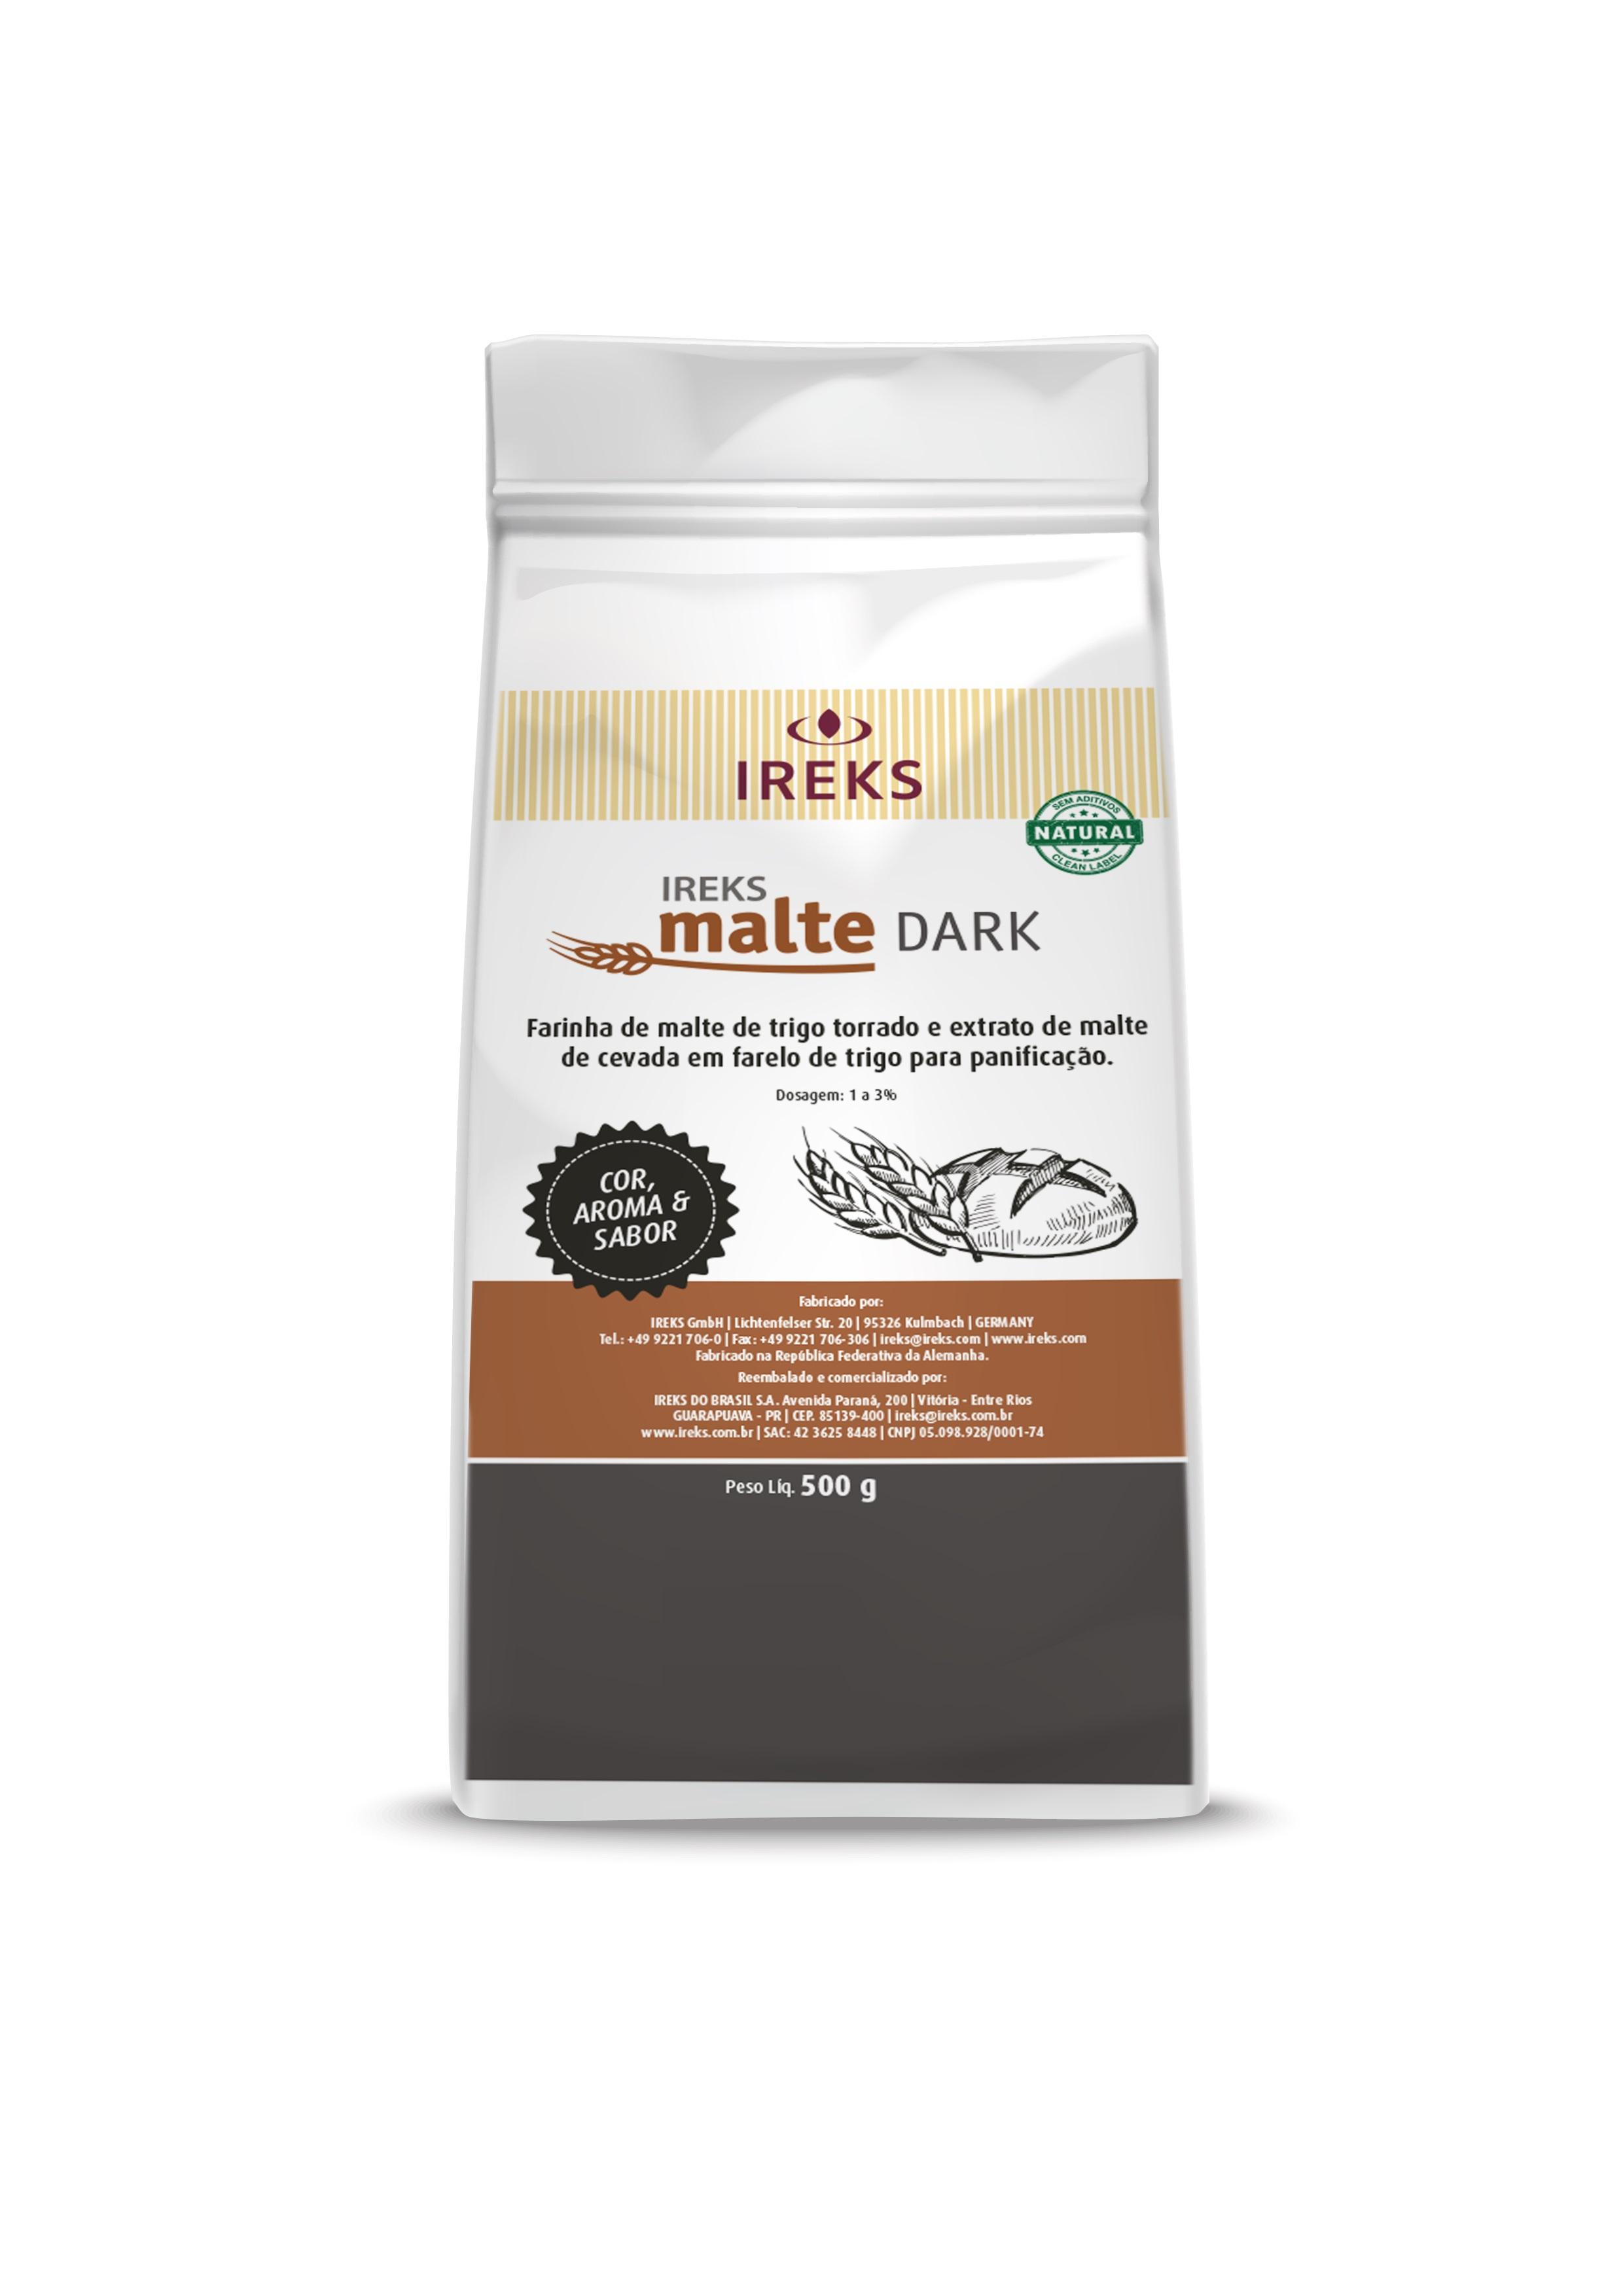 IREKS
SEM ADITIVOS
NATURAL
CLEAN LABEL
IREKS
malte DARK
Farinha de malte de trigo torrado e extrato de malte
de cevada em farelo de trigo para panificação.
Dosagem: 1 a 3%
COR,
AROMA &
SABOR
Fabricado por:
IREKS GmbH | Lichtenfelser Str. 20 | 95326 Kulmbach | GERMANY
Tel.: +49 9221 706-0 | Fax: +49 9221 706-306 | ireks@ireks.com | www.ireks.com
Fabricado na República Federativa da Alemanha.
Reembalado e comercializado por:
IREKS DO BRASIL S.A. Avenida Paraná, 200 | Vitória - Entre Rios
GUARAPUAVA - PR | CEP. 85139-400 | ireks@ireks.com.br
www.ireks.com.br | SAC: 42 3625 8448 | CNPJ 05.098.928/0001-74
Peso Líq. 500 g